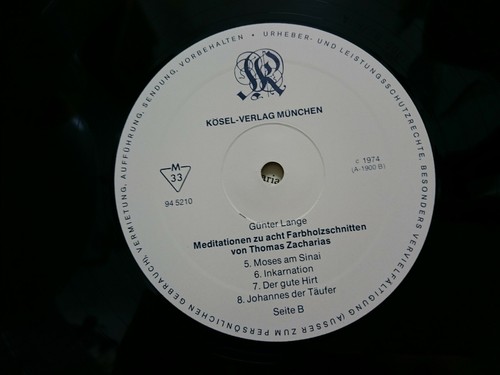 URHEBER- UND LEISTUNGSSCHUTZRECHTE, BESONDERS VERVIELFÄLTIGUNG (AUSSER ZUM PERSÖNLICHEN GEBRAUCH), VERMIETUNG, AUFFÜHRUNG, SENDUNG, VORBEHALTEN •
KÖSEL-VERLAG MÜNCHEN
M
33
94 5210
c 1974
(A-1900 B)
tria
Günter Lange
Meditationen zu acht Farbholzschnitten
von Thomas Zacharias
5. Moses am Sinai
6. Inkarnation
7. Der gute Hirt
8. Johannes der Täufer
Seite B